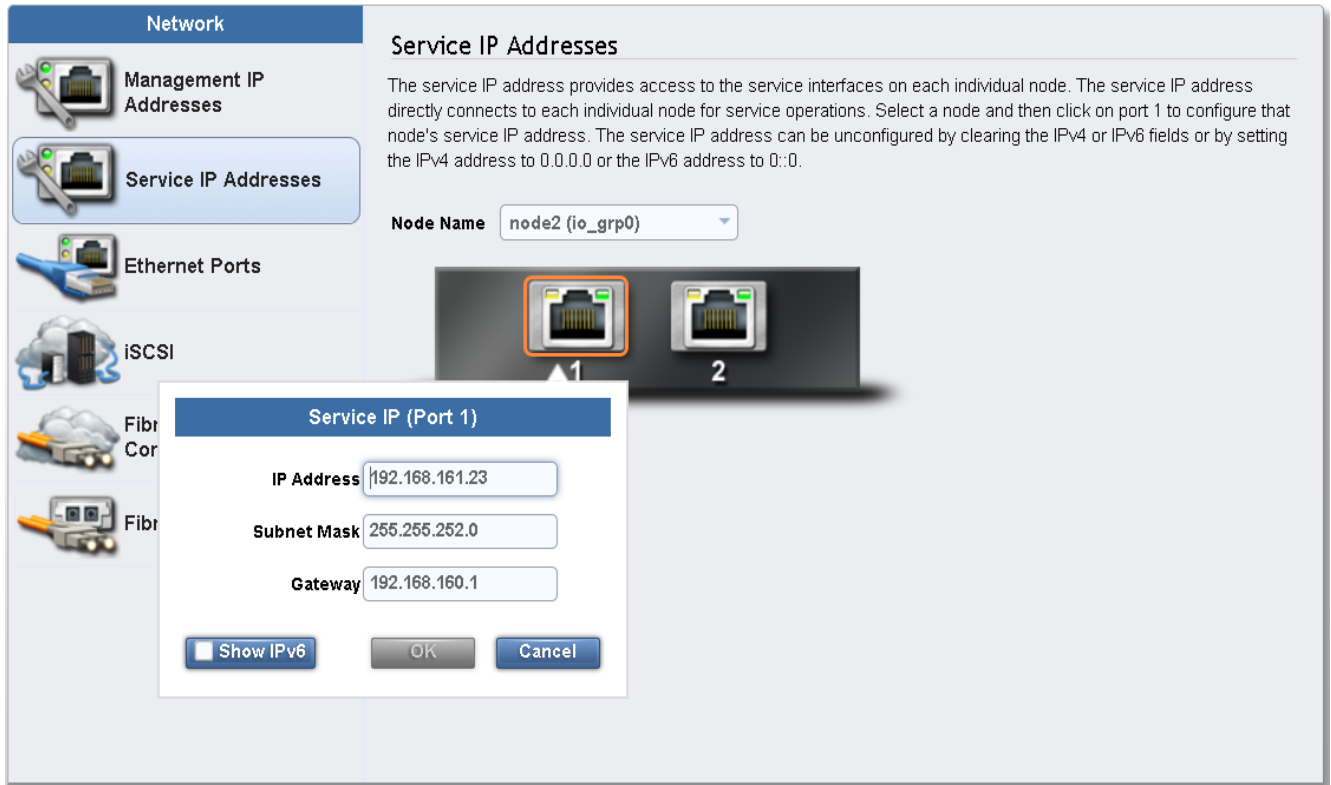 Network
Management IP
Addresses
Service IP Addresses
Ethernet Ports
iSCSI
Service IP Addresses
The service IP address provides access to the service interfaces on each individual node. The service IP address
directly connects to each individual node for service operations. Select a node and then click on port 1 to configure that
node's service IP address. The service IP address can be unconfigured by clearing the IPv4 or IPv6 fields or by setting
the IPv4 address to 0.0.0.0 or the IPv6 address to 0::0.
Node Name node2 (io_grp0)
1 2
Service IP (Port 1)
IP Address 192.168.161.23
Subnet Mask 255.255.252.0
Gateway 192.168.160.1
Show IPv6 OK Cancel